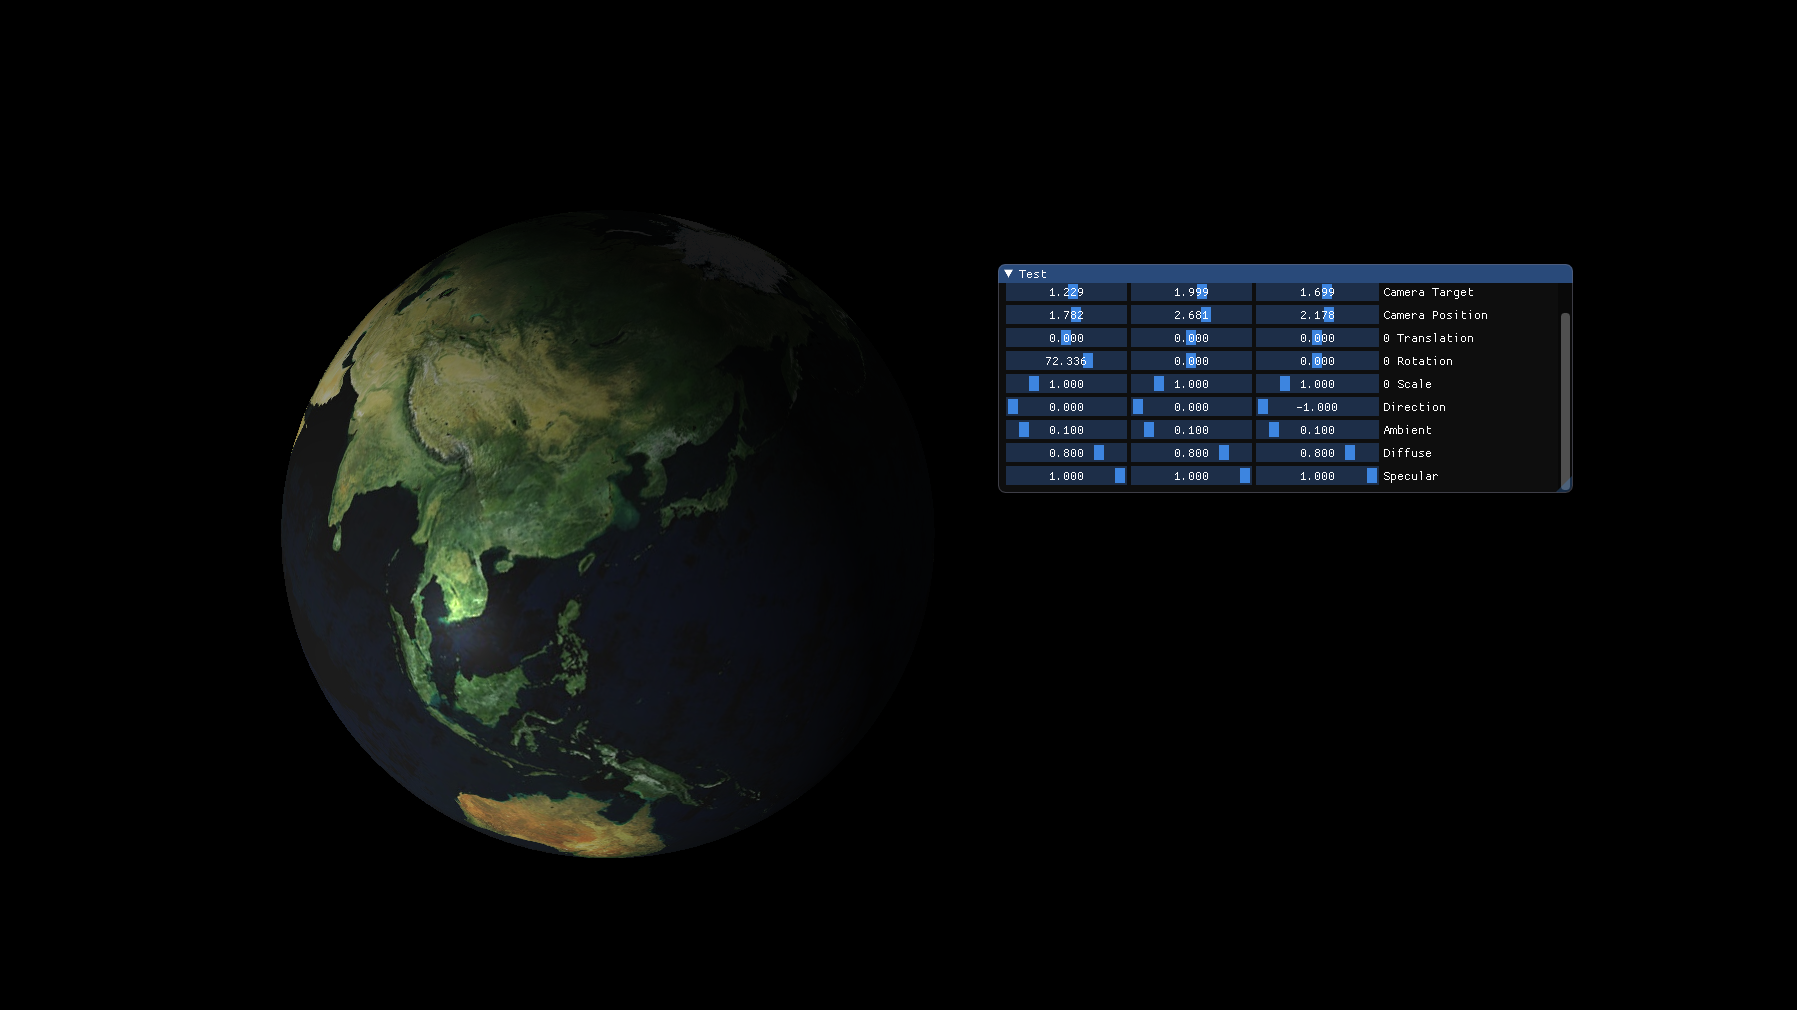 Test
1.229 1.999 1.699 Camera Target
1.782 2.681 2.178 Camera Position
0.000 0.000 0.000 0 Translation
72.336 0.000 0.000 0 Rotation
1.000 1.000 1.000 0 Scale
0.000 0.000 -1.000 Direction
0.100 0.100 0.100 Ambient
0.800 0.800 0.800 Diffuse
1.000 1.000 1.000 Specular